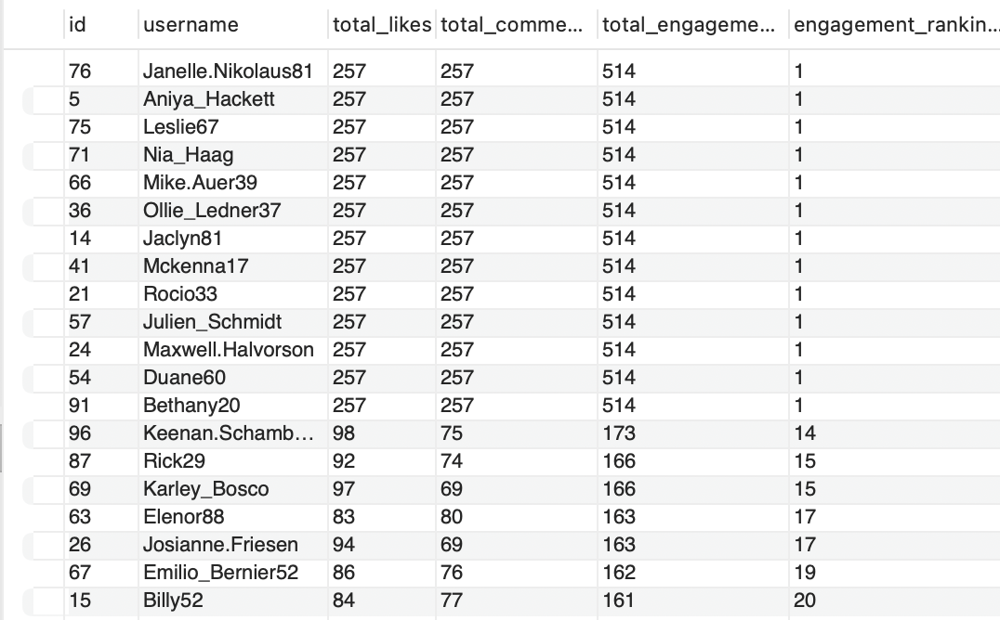 id username total_likes total_comme... total_engageme... engagement_rankin...
76 Janelle.Nikolaus81 257 257 514 1
5 Aniya_Hackett 257 257 514 1
75 Leslie67 257 257 514 1
71 Nia_Haag 257 257 514 1
66 Mike.Auer39 257 257 514 1
36 Ollie_Ledner37 257 257 514 1
14 Jaclyn81 257 257 514 1
41 Mckenna17 257 257 514 1
21 Rocio33 257 257 514 1
57 Julien_Schmidt 257 257 514 1
24 Maxwell.Halvorson 257 257 514 1
54 Duane60 257 257 514 1
91 Bethany20 257 257 514 1
96 Keenan.Schamb... 98 75 173 14
87 Rick29 92 74 166 15
69 Karley_Bosco 97 69 166 15
63 Elenor88 83 80 163 17
26 Josianne.Friesen 94 69 163 17
67 Emilio_Bernier52 86 76 162 19
15 Billy52 84 77 161 20